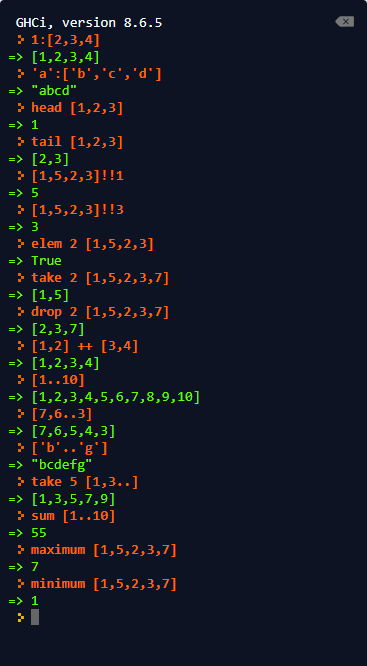 GHCi, version 8.6.5
> 1:[2,3,4]
=> [1,2,3,4]
> 'a':['b','c','d']
=> "abcd"
> head [1,2,3]
=> 1
> tail [1,2,3]
=> [2,3]
> [1,5,2,3]!!1
=> 5
> [1,5,2,3]!!3
=> 3
> elem 2 [1,5,2,3]
=> True
> take 2 [1,5,2,3,7]
=> [1,5]
> drop 2 [1,5,2,3,7]
=> [2,3,7]
> [1,2] ++ [3,4]
=> [1,2,3,4]
> [1..10]
=> [1,2,3,4,5,6,7,8,9,10]
> [7,6..3]
=> [7,6,5,4,3]
> ['b'..'g']
=> "bcdefg"
> take 5 [1,3..]
=> [1,3,5,7,9]
> sum [1..10]
=> 55
> maximum [1,5,2,3,7]
=> 7
> minimum [1,5,2,3,7]
=> 1
>